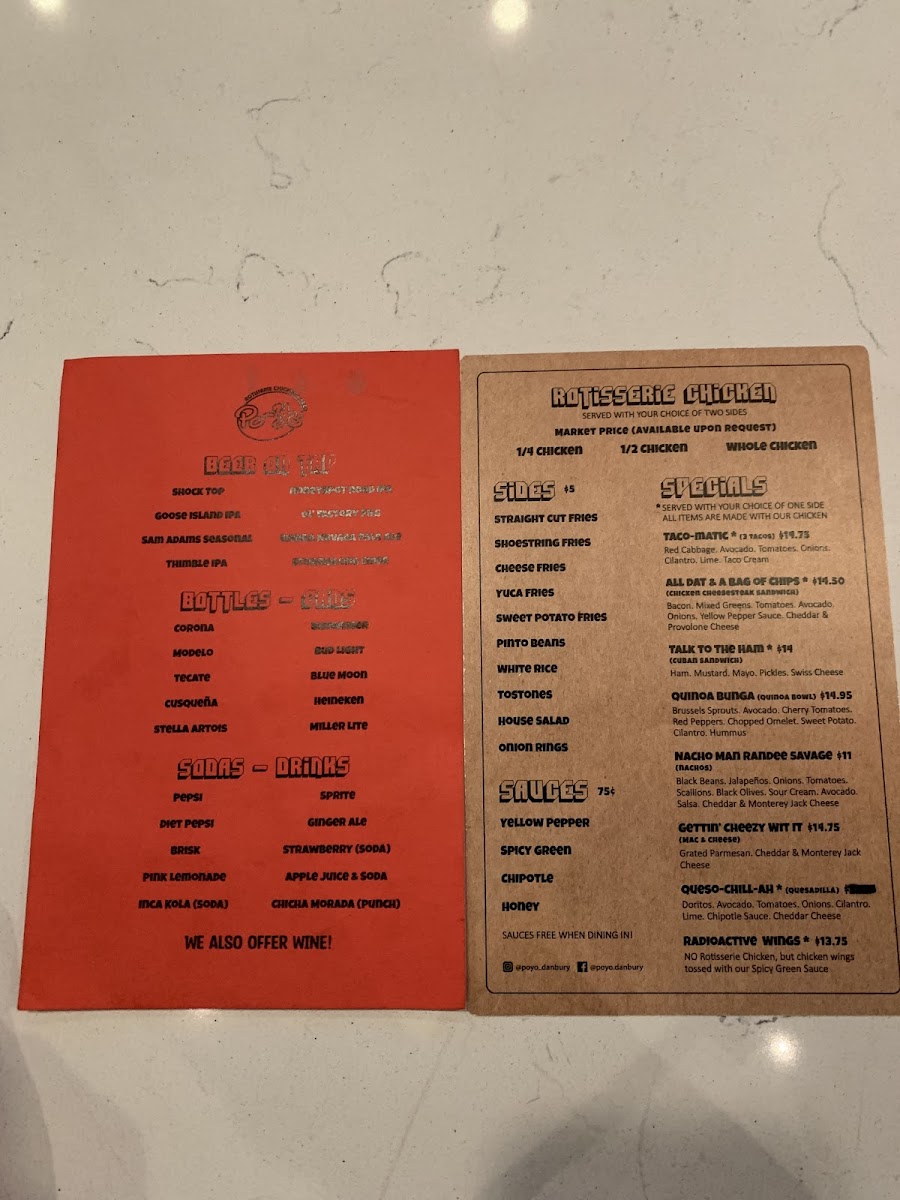 ROTISSERIE CHICKEN
Poyo
BEER ON TAP
SHOCK TOP
GOOSE ISLAND IPA
SAM ADAMS SEASONAL
THIMBLE IPA
BOTTLES – CANS
CORONA
MODELO
TECATE
CUSQUEÑA
STELLA ARTOIS
BUD LIGHT
BLUE MOON
HEINEKEN
MILLER LITE
SODAS – DRINKS
PEPSI
DIET PEPSI
BRISK
PINK LEMONADE
INCA KOLA (SODA)
SPRITE
GINGER ALE
STRAWBERRY (SODA)
APPLE JUICE & SODA
CHICHA MORADA (PUNCH)
WE ALSO OFFER WINE!
ROTISSERIE CHICKEN
SERVED WITH YOUR CHOICE OF TWO SIDES
MARKET PRICE (AVAILABLE UPON REQUEST)
1/4 CHICKEN 1/2 CHICKEN WHOLE CHICKEN
SIDES $5
STRAIGHT CUT FRIES
SHOESTRING FRIES
CHEESE FRIES
YUCA FRIES
SWEET POTATO FRIES
PINTO BEANS
WHITE RICE
TOSTONES
HOUSE SALAD
ONION RINGS
SAUCES 75¢
YELLOW PEPPER
SPICY GREEN
CHIPOTLE
HONEY
SAUCES FREE WHEN DINING IN!
@poyo_danbury @poyo.danbury
SPECIALS
*SERVED WITH YOUR CHOICE OF ONE SIDE
ALL ITEMS ARE MADE WITH OUR CHICKEN
TACO-MATIC * (3 TACOS) $14.75
Red Cabbage, Avocado, Tomatoes, Onions,
Cilantro, Lime, Taco Cream
ALL DAT & A BAG OF CHIPS * $14.50
(CHICKEN CHEESESTEAK SANDWICH)
Bacon, Mixed Greens, Tomatoes, Avocado,
Onions, Yellow Pepper Sauce, Cheddar &
Provolone Cheese
TALK TO THE HAM * $14
(CUBAN SANDWICH)
Ham, Mustard, Mayo, Pickles, Swiss Cheese
QUINOA BUNGA (QUINOA BOWL) $14.95
Brussels Sprouts, Avocado, Cherry Tomatoes,
Red Peppers, Chopped Omelet, Sweet Potato,
Cilantro, Hummus
NACHO MAN RANDEE SAVAGE $11
(NACHOS)
Black Beans, Jalapeños, Onions, Tomatoes,
Scallions, Black Olives, Sour Cream, Avocado,
Salsa, Cheddar & Monterey Jack Cheese
GETTIN' CHEEZY WIT IT $14.75
(MAC & CHEESE)
Grated Parmesan, Cheddar & Monterey Jack
Cheese
QUESO-CHILL-AH * (QUESADILLA) $
Doritos, Avocado, Tomatoes, Onions, Cilantro,
Lime, Chipotle Sauce, Cheddar Cheese
RADIOACTIVE WINGS * $13.75
NO Rotisserie Chicken, but chicken wings
tossed with our Spicy Green Sauce